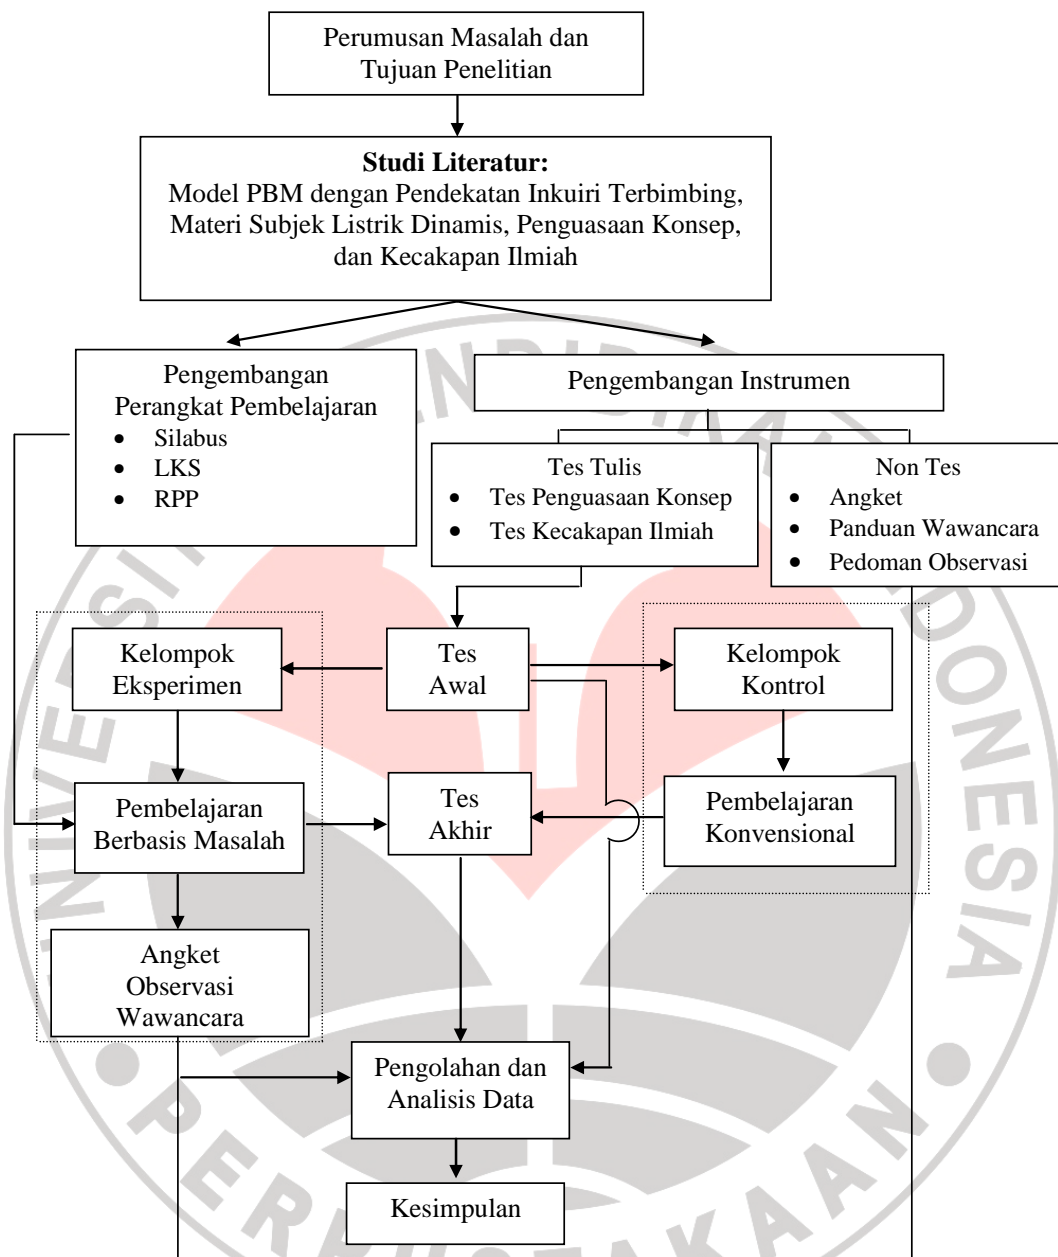 Perumusan Masalah dan
Tujuan Penelitian
Studi Literatur:
Model PBM dengan Pendekatan Inkuiri Terbimbing,
Materi Subjek Listrik Dinamis, Penguasaan Konsep,
dan Kecakapan Ilmiah
Pengembangan
Perangkat Pembelajaran
• Silabus
• LKS
• RPP
Pengembangan Instrumen
Tes Tulis
• Tes Penguasaan Konsep
• Tes Kecakapan Ilmiah
Non Tes
• Angket
• Panduan Wawancara
• Pedoman Observasi
Kelompok
Eksperimen
Tes
Awal
Kelompok
Kontrol
Pembelajaran
Berbasis Masalah
Tes
Akhir
Pembelajaran
Konvensional
Angket
Observasi
Wawancara
Pengolahan dan
Analisis Data
Kesimpulan
INDONESIA